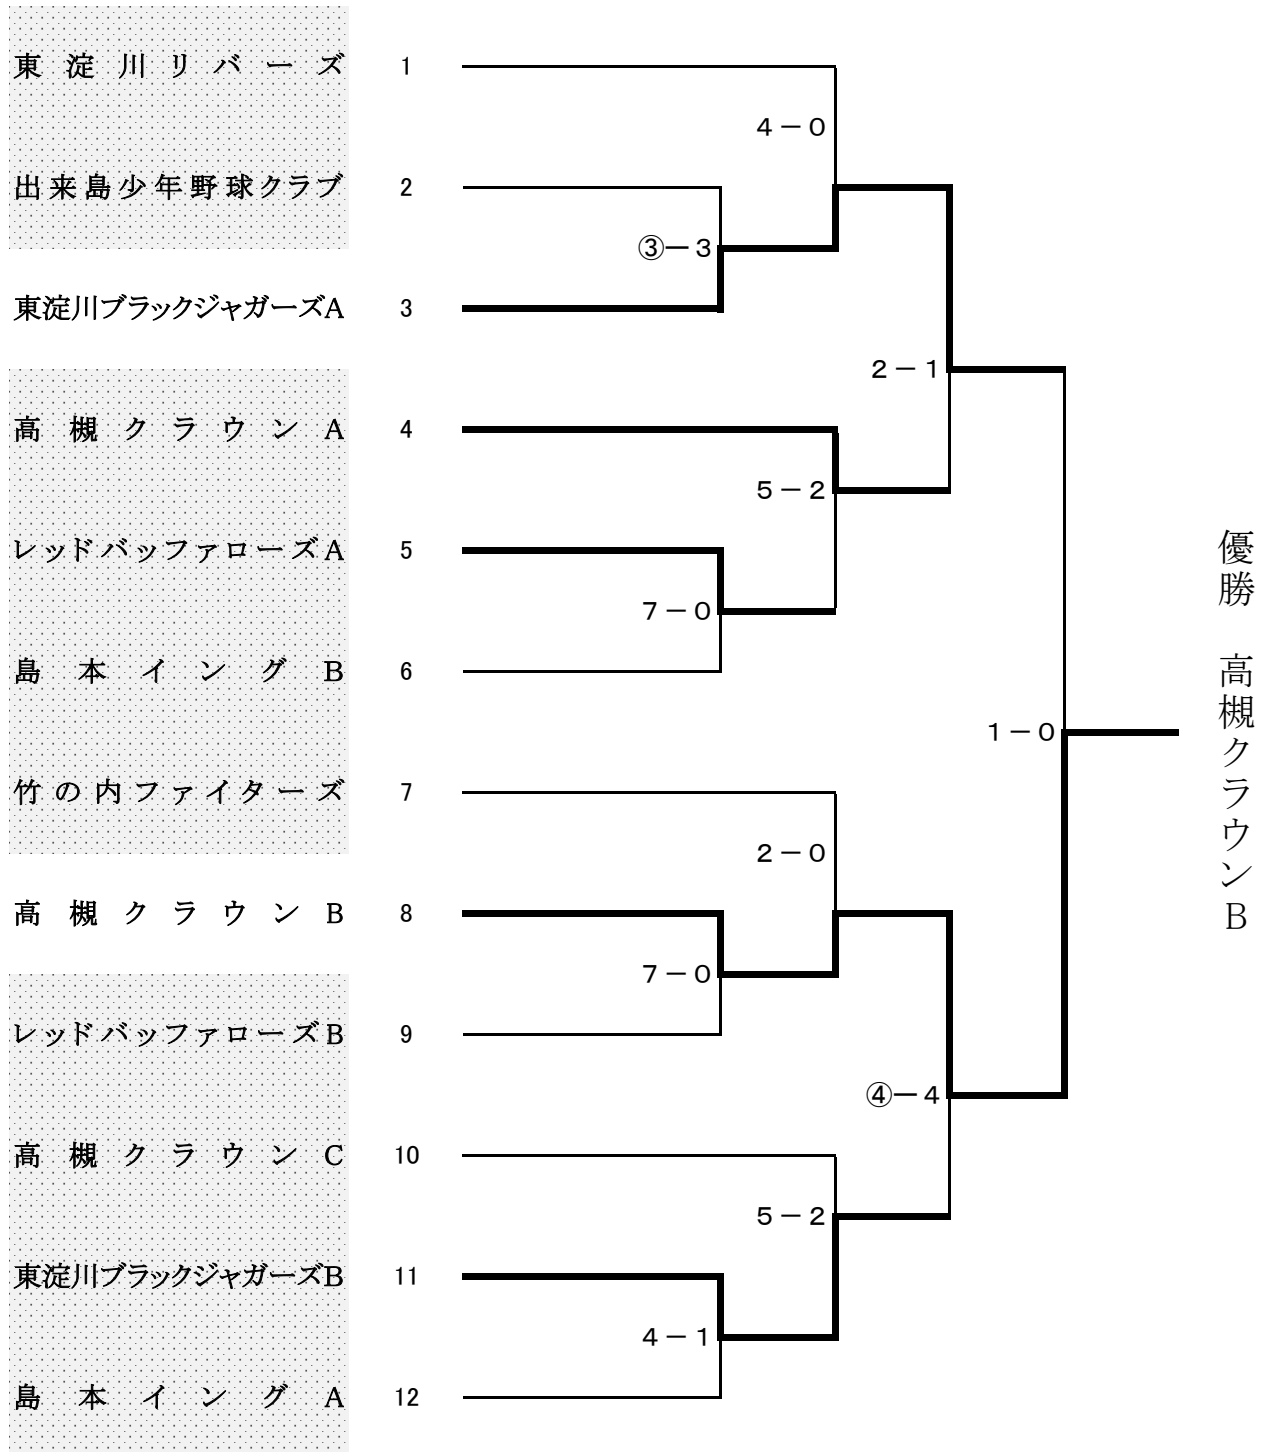 東淀川リバーズ 1
4－0
出来島少年野球クラブ 2
③－3
東淀川ブラックジャガーズA 3
2－1
高槻クラウンA 4
5－2
レッドバッファローズA 5
7－0
島本イングB 6
優勝 高槻クラウンB
1－0
竹の内ファイターズ 7
2－0
高槻クラウンB 8
7－0
レッドバッファローズB 9
④－4
高槻クラウンC 10
5－2
東淀川ブラックジャガーズB 11
4－1
島本イングA 12